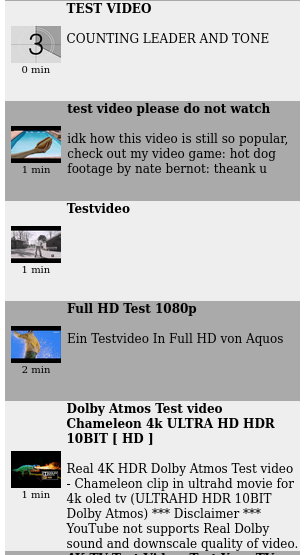 TEST VIDEO
3
COUNTING LEADER AND TONE
0 min
test video please do not watch
idk how this video is still so popular,
check out my video game: hot dog
footage by nate bernot: theank u
1 min
Testvideo
1 min
Full HD Test 1080p
Ein Testvideo In Full HD von Aquos
2 min
Dolby Atmos Test video
Chameleon 4k ULTRA HD HDR
10BIT [ HD ]
Real 4K HDR Dolby Atmos Test video
- Chameleon clip in ultrahd movie for
4k oled tv (ULTRAHD HDR 10BIT
Dolby Atmos) *** Disclaimer ***
YouTube not supports Real Dolby
sound and downscale quality of video.
1 min